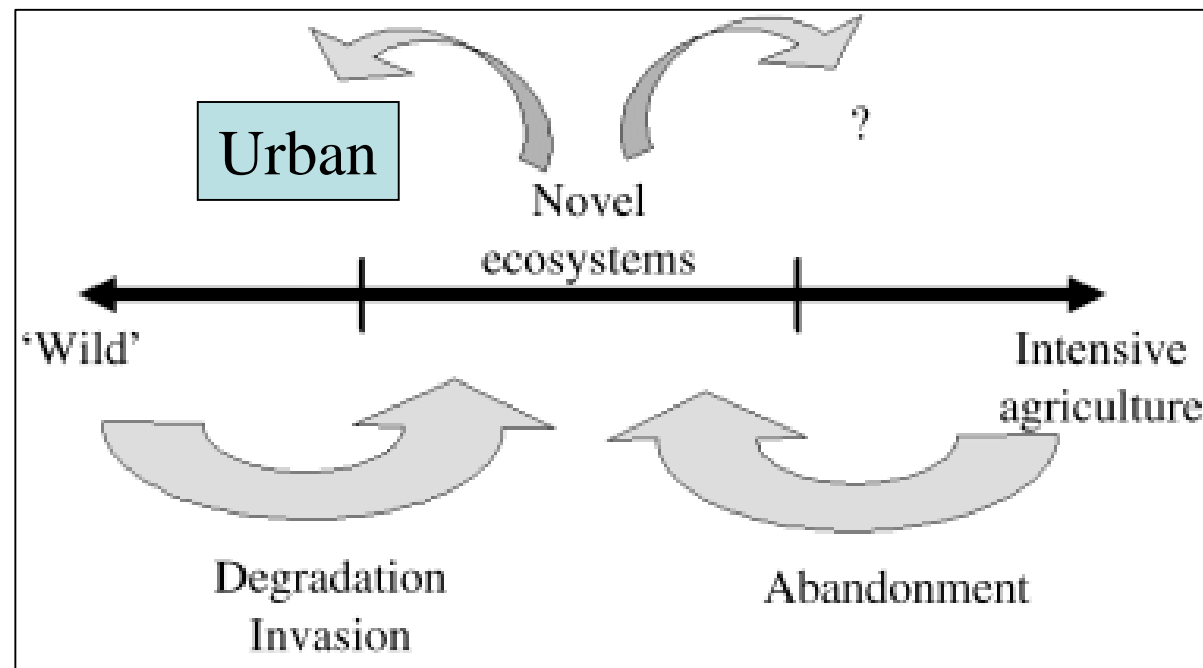 Urban
?
Novel
ecosystems
‘Wild’
Intensive
agriculture
Degradation
Invasion
Abandonment